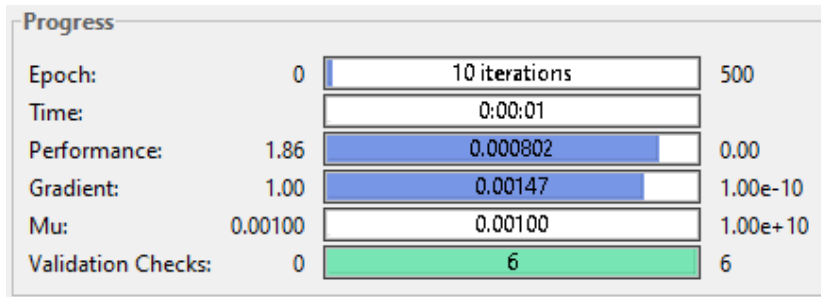 Progress
Epoch: 0 10 iterations 500
Time: 0:00:01
Performance: 1.86 0.000802 0.00
Gradient: 1.00 0.00147 1.00e-10
Mu: 0.00100 0.00100 1.00e+10
Validation Checks: 0 6 6